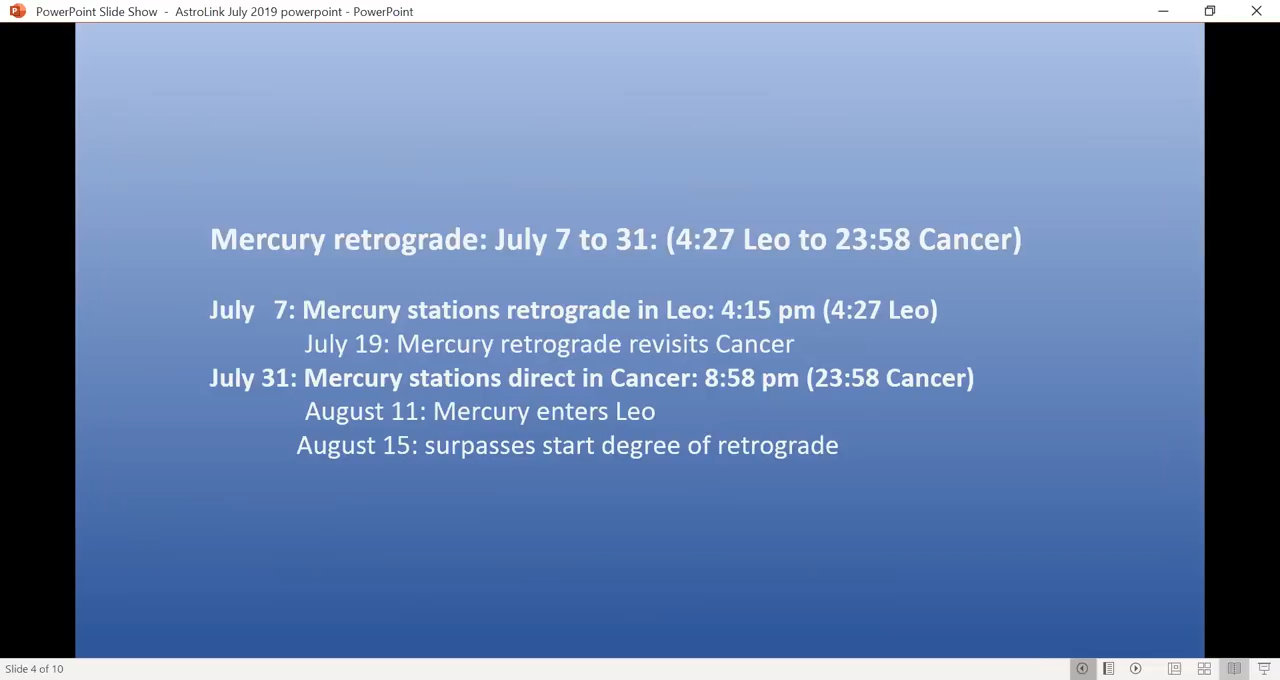 PowerPoint Slide Show - AstroLink July 2019 powerpoint - PowerPoint
Mercury retrograde: July 7 to 31: (4:27 Leo to 23:58 Cancer)
July 7: Mercury stations retrograde in Leo: 4:15 pm (4:27 Leo)
July 19: Mercury retrograde revisits Cancer
July 31: Mercury stations direct in Cancer: 8:58 pm (23:58 Cancer)
August 11: Mercury enters Leo
August 15: surpasses start degree of retrograde
Slide 4 of 10